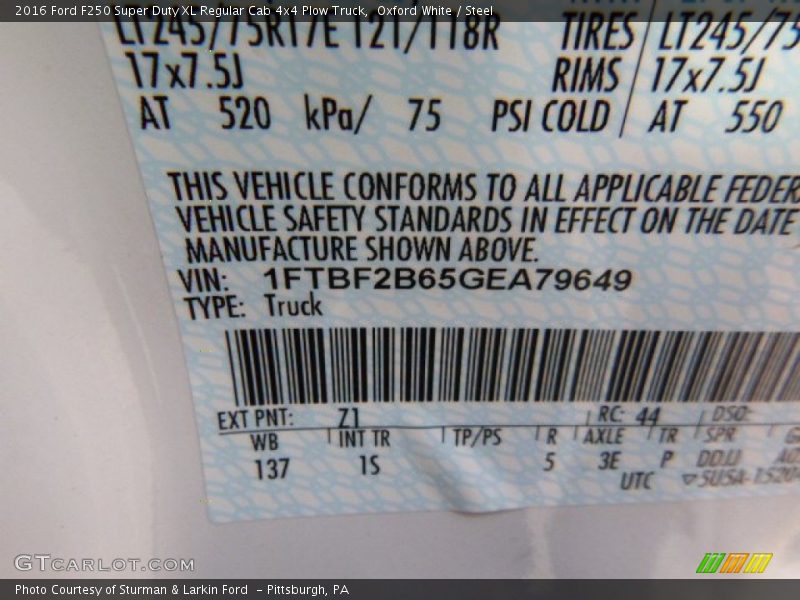 2016 Ford F250 Super Duty XL Regular Cab 4x4 Plow Truck, Oxford White / Steel
LT245/75R17E 121/118R TIRES LT245/75
17x7.5J RIMS 17x7.5J
AT 520 kPa/ 75 PSI COLD AT 550
THIS VEHICLE CONFORMS TO ALL APPLICABLE FEDER
VEHICLE SAFETY STANDARDS IN EFFECT ON THE DATE
MANUFACTURE SHOWN ABOVE.
VIN: 1FTBF2B65GEA79649
TYPE: Truck
EXT PNT: Z1 RC: 44 DSO:
WB INT TR TP/PS R AXLE TR SPR
137 1S 5 3E P DDJJ
UTC
GTCARLOT.COM
Photo Courtesy of Sturman & Larkin Ford - Pittsburgh, PA